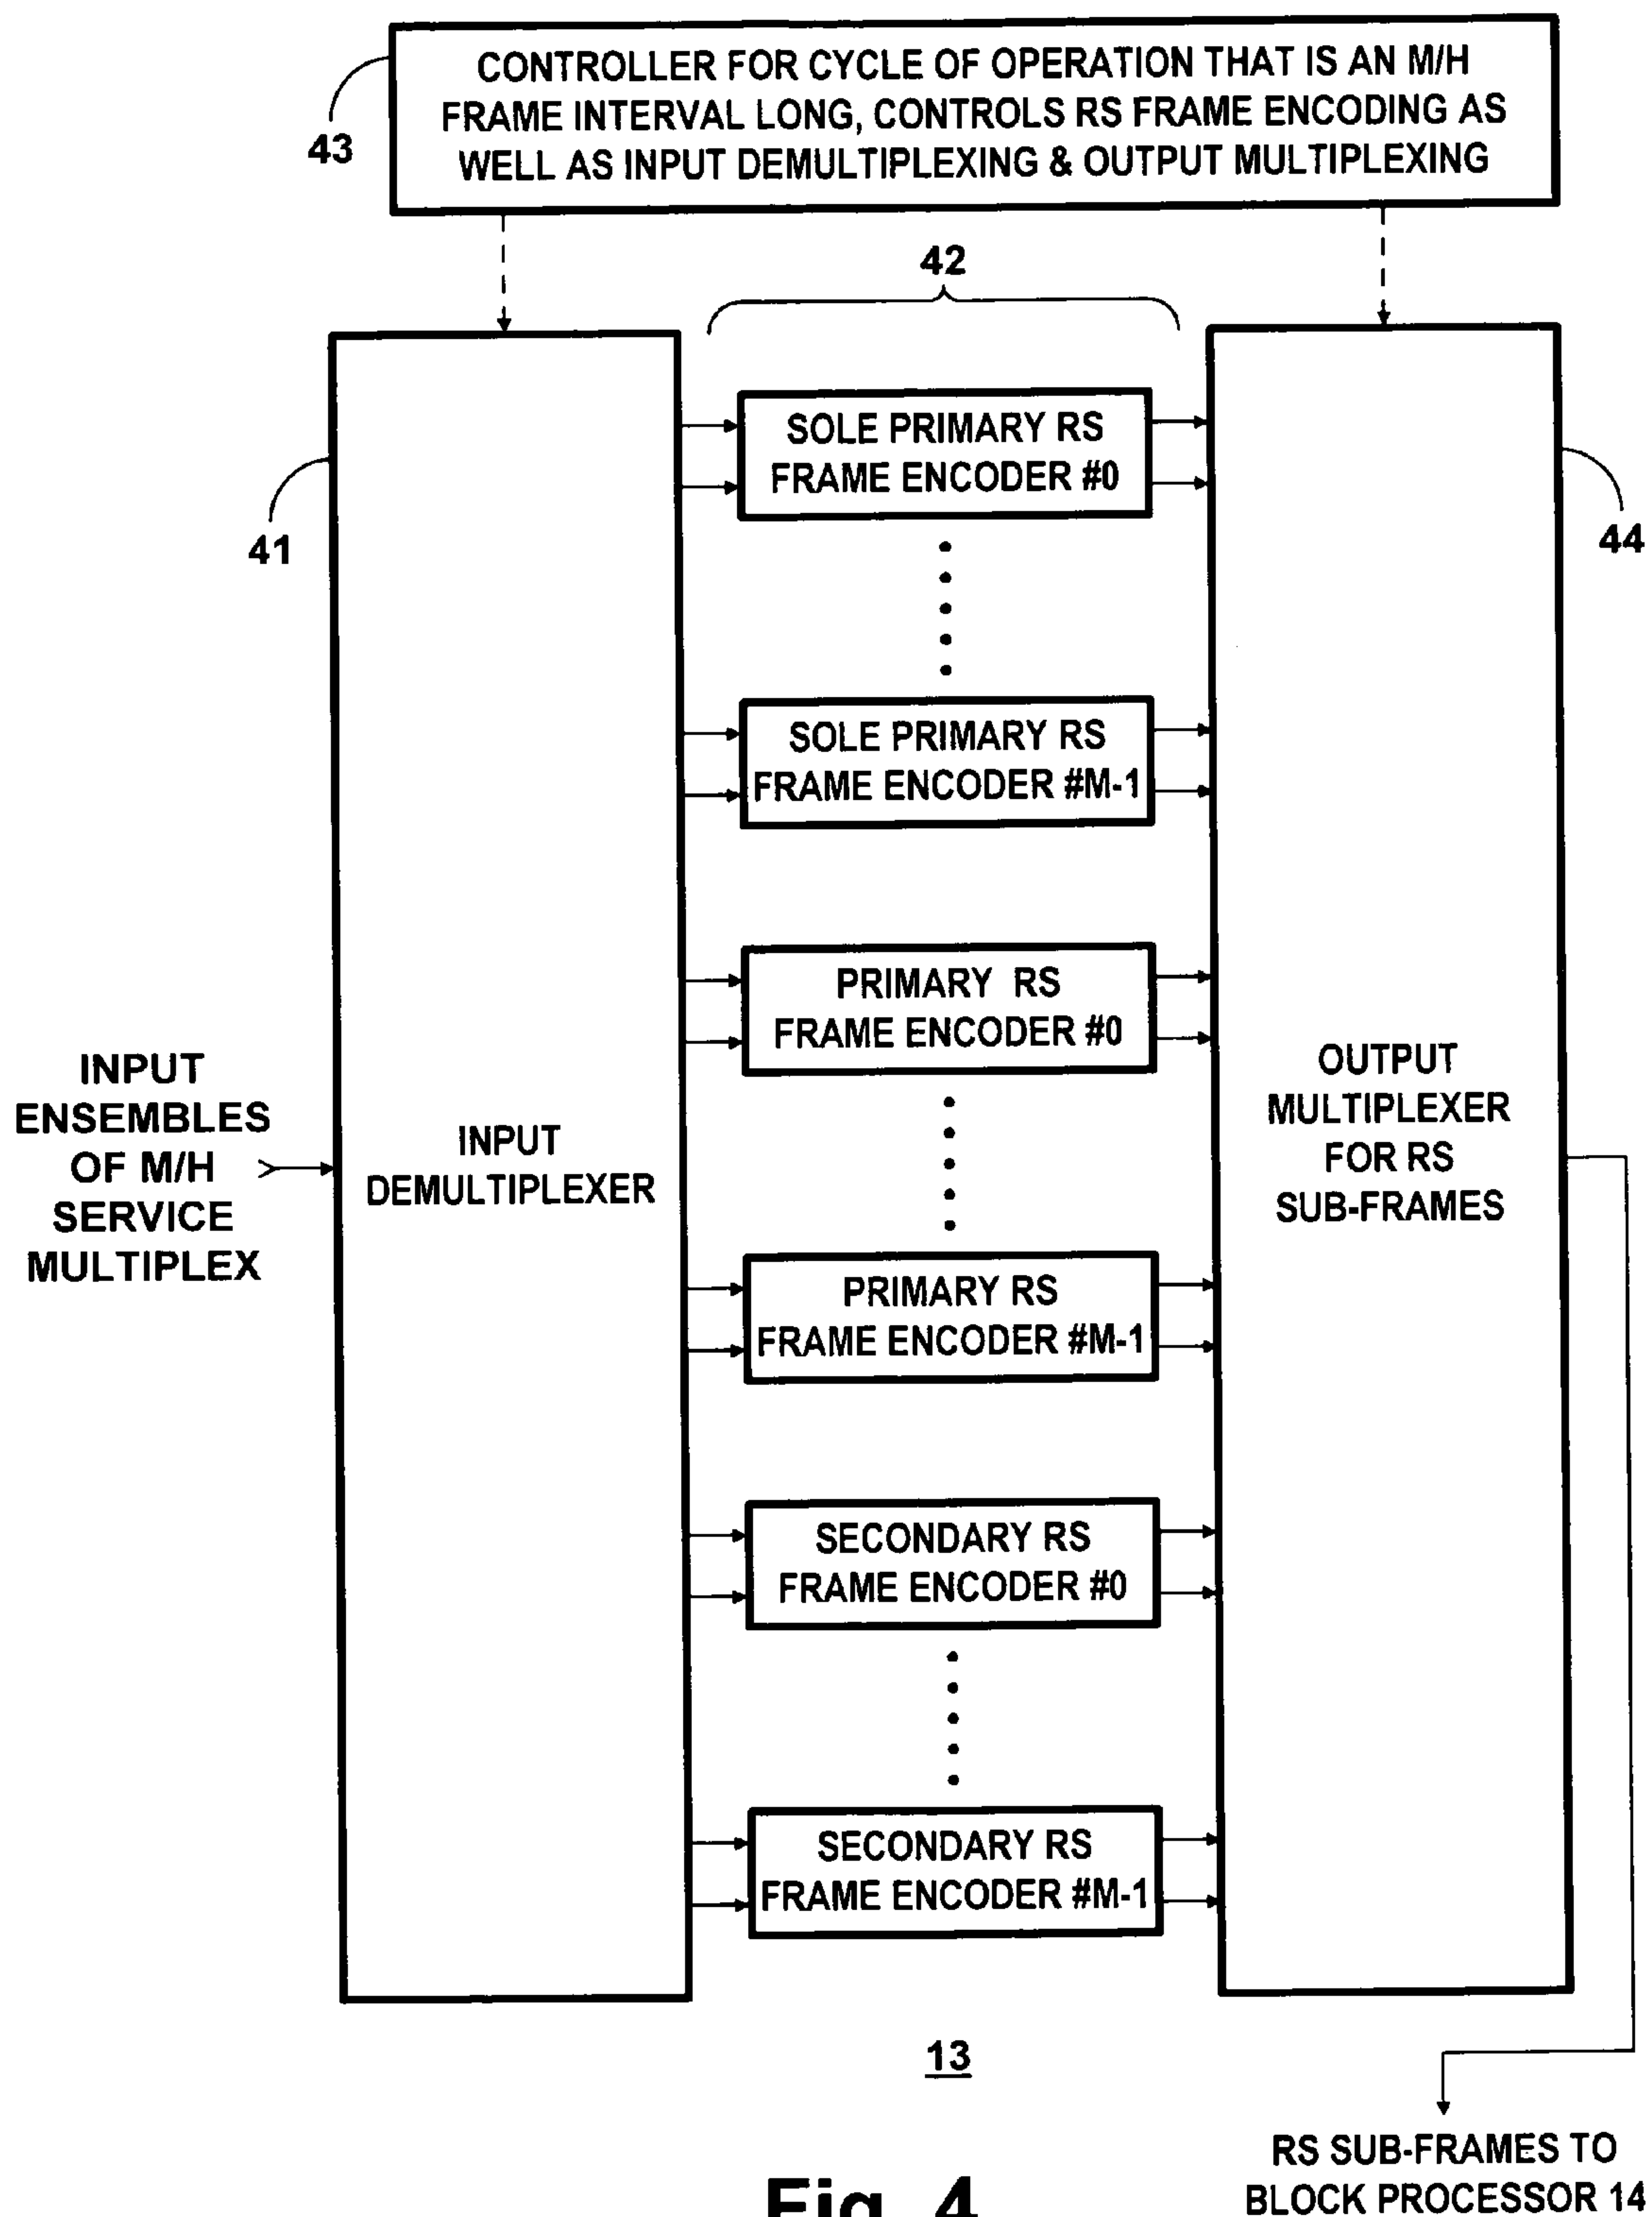 CONTROLLER FOR CYCLE OF OPERATION THAT IS AN M/H
FRAME INTERVAL LONG, CONTROLS RS FRAME ENCODING AS
WELL AS INPUT DEMULTIPLEXING & OUTPUT MULTIPLEXING
43
42
41
44
SOLE PRIMARY RS
FRAME ENCODER #0
SOLE PRIMARY RS
FRAME ENCODER #M-1
PRIMARY RS
FRAME ENCODER #0
PRIMARY RS
FRAME ENCODER #M-1
SECONDARY RS
FRAME ENCODER #0
SECONDARY RS
FRAME ENCODER #M-1
INPUT
ENSEMBLES
OF M/H
SERVICE
MULTIPLEX
INPUT
DEMULTIPLEXER
OUTPUT
MULTIPLEXER
FOR RS
SUB-FRAMES
13
RS SUB-FRAMES TO
BLOCK PROCESSOR 14
Fig. 4